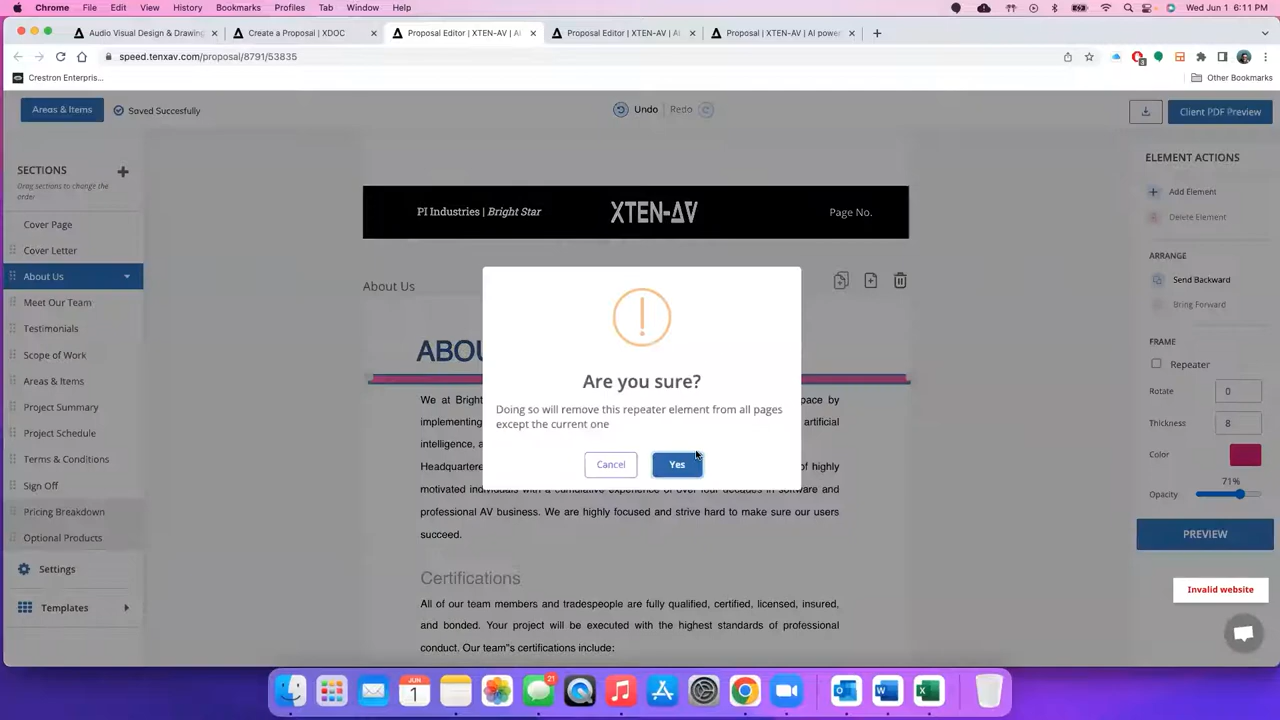 Chrome File Edit View History Bookmarks Profiles Tab Window Help Wed Jun 1 6:11 PM
Audio Visual Design & Drawing Create a Proposal | XDOC Proposal Editor | XTEN-AV | AI Proposal Editor | XTEN-AV | AI Proposal | XTEN-AV | AI power
speed.tenxav.com/proposal/8791/53835
Crestron Enterpris... Other Bookmarks
Areas & Items Saved Succesfully Undo Redo Client PDF Preview
SECTIONS
Drag sections to change the
order
Cover Page
Cover Letter
About Us
Meet Our Team
Testimonials
Scope of Work
Areas & Items
Project Summary
Project Schedule
Terms & Conditions
Sign Off
Pricing Breakdown
Optional Products
Settings
Templates
PI Industries | Bright Star XTEN-AV Page No.
About Us
ABOU
We at Bright pace by
implementing artificial
intelligence, a
Headquartere of highly
motivated individuals with a cumulative experience of over four decades in software and
professional AV business. We are highly focused and strive hard to make sure our users
succeed.
Certifications
All of our team members and tradespeople are fully qualified, certified, licensed, insured,
and bonded. Your project will be executed with the highest standards of professional
conduct. Our team"s certifications include:
Are you sure?
Doing so will remove this repeater element from all pages
except the current one
Cancel Yes
ELEMENT ACTIONS
Add Element
Delete Element
ARRANGE
Send Backward
Bring Forward
FRAME
Repeater
Rotate 0
Thickness 8
Color
71%
Opacity
PREVIEW
Invalid website
JUN
1
21